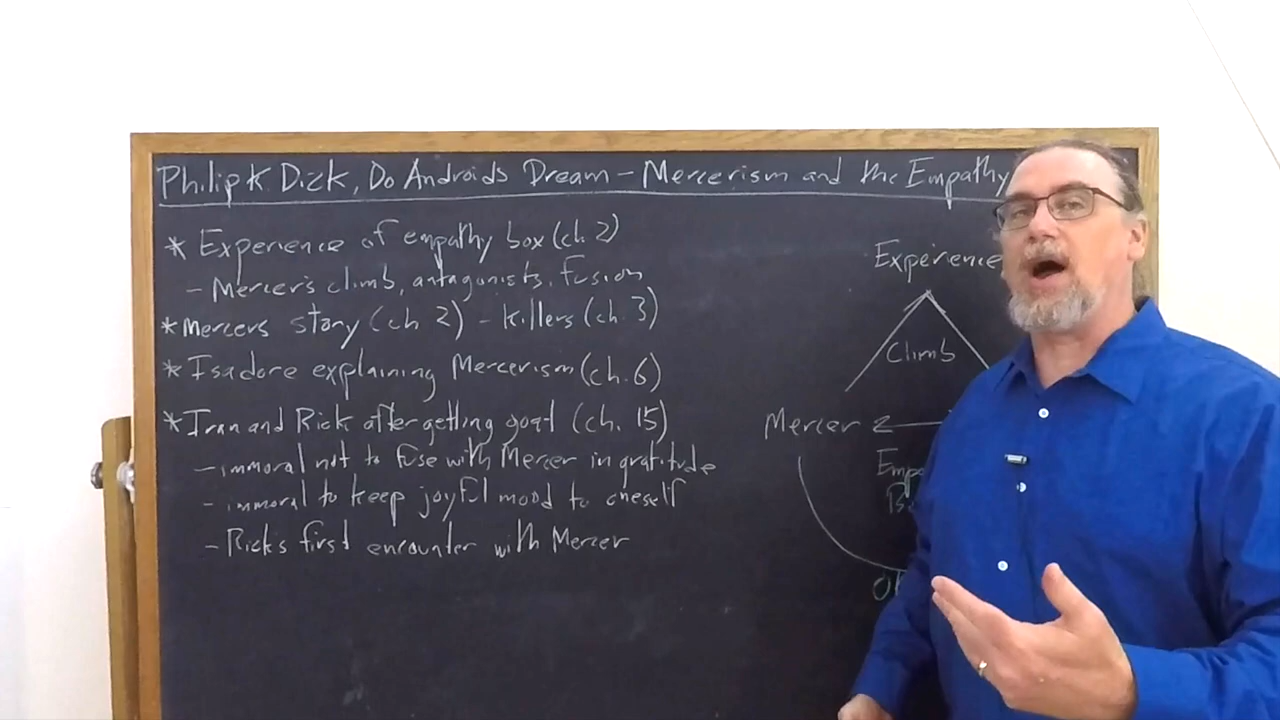 Philip K. Dick, Do Androids Dream - Mercerism and the Empathy
* Experience of empathy box (ch. 2)
- Mercer's climb, antagonists, fusion
* Mercers story (ch 2) - killers (ch. 3)
* Isadore explaining Mercerism (ch. 6)
* Iran and Rick after getting goat (ch. 15)
- immoral not to fuse with Mercer in gratitude
- immoral to keep joyful mood to oneself
- Rick's first encounter with Mercer
Experience
Climb
Mercer
Emp
B